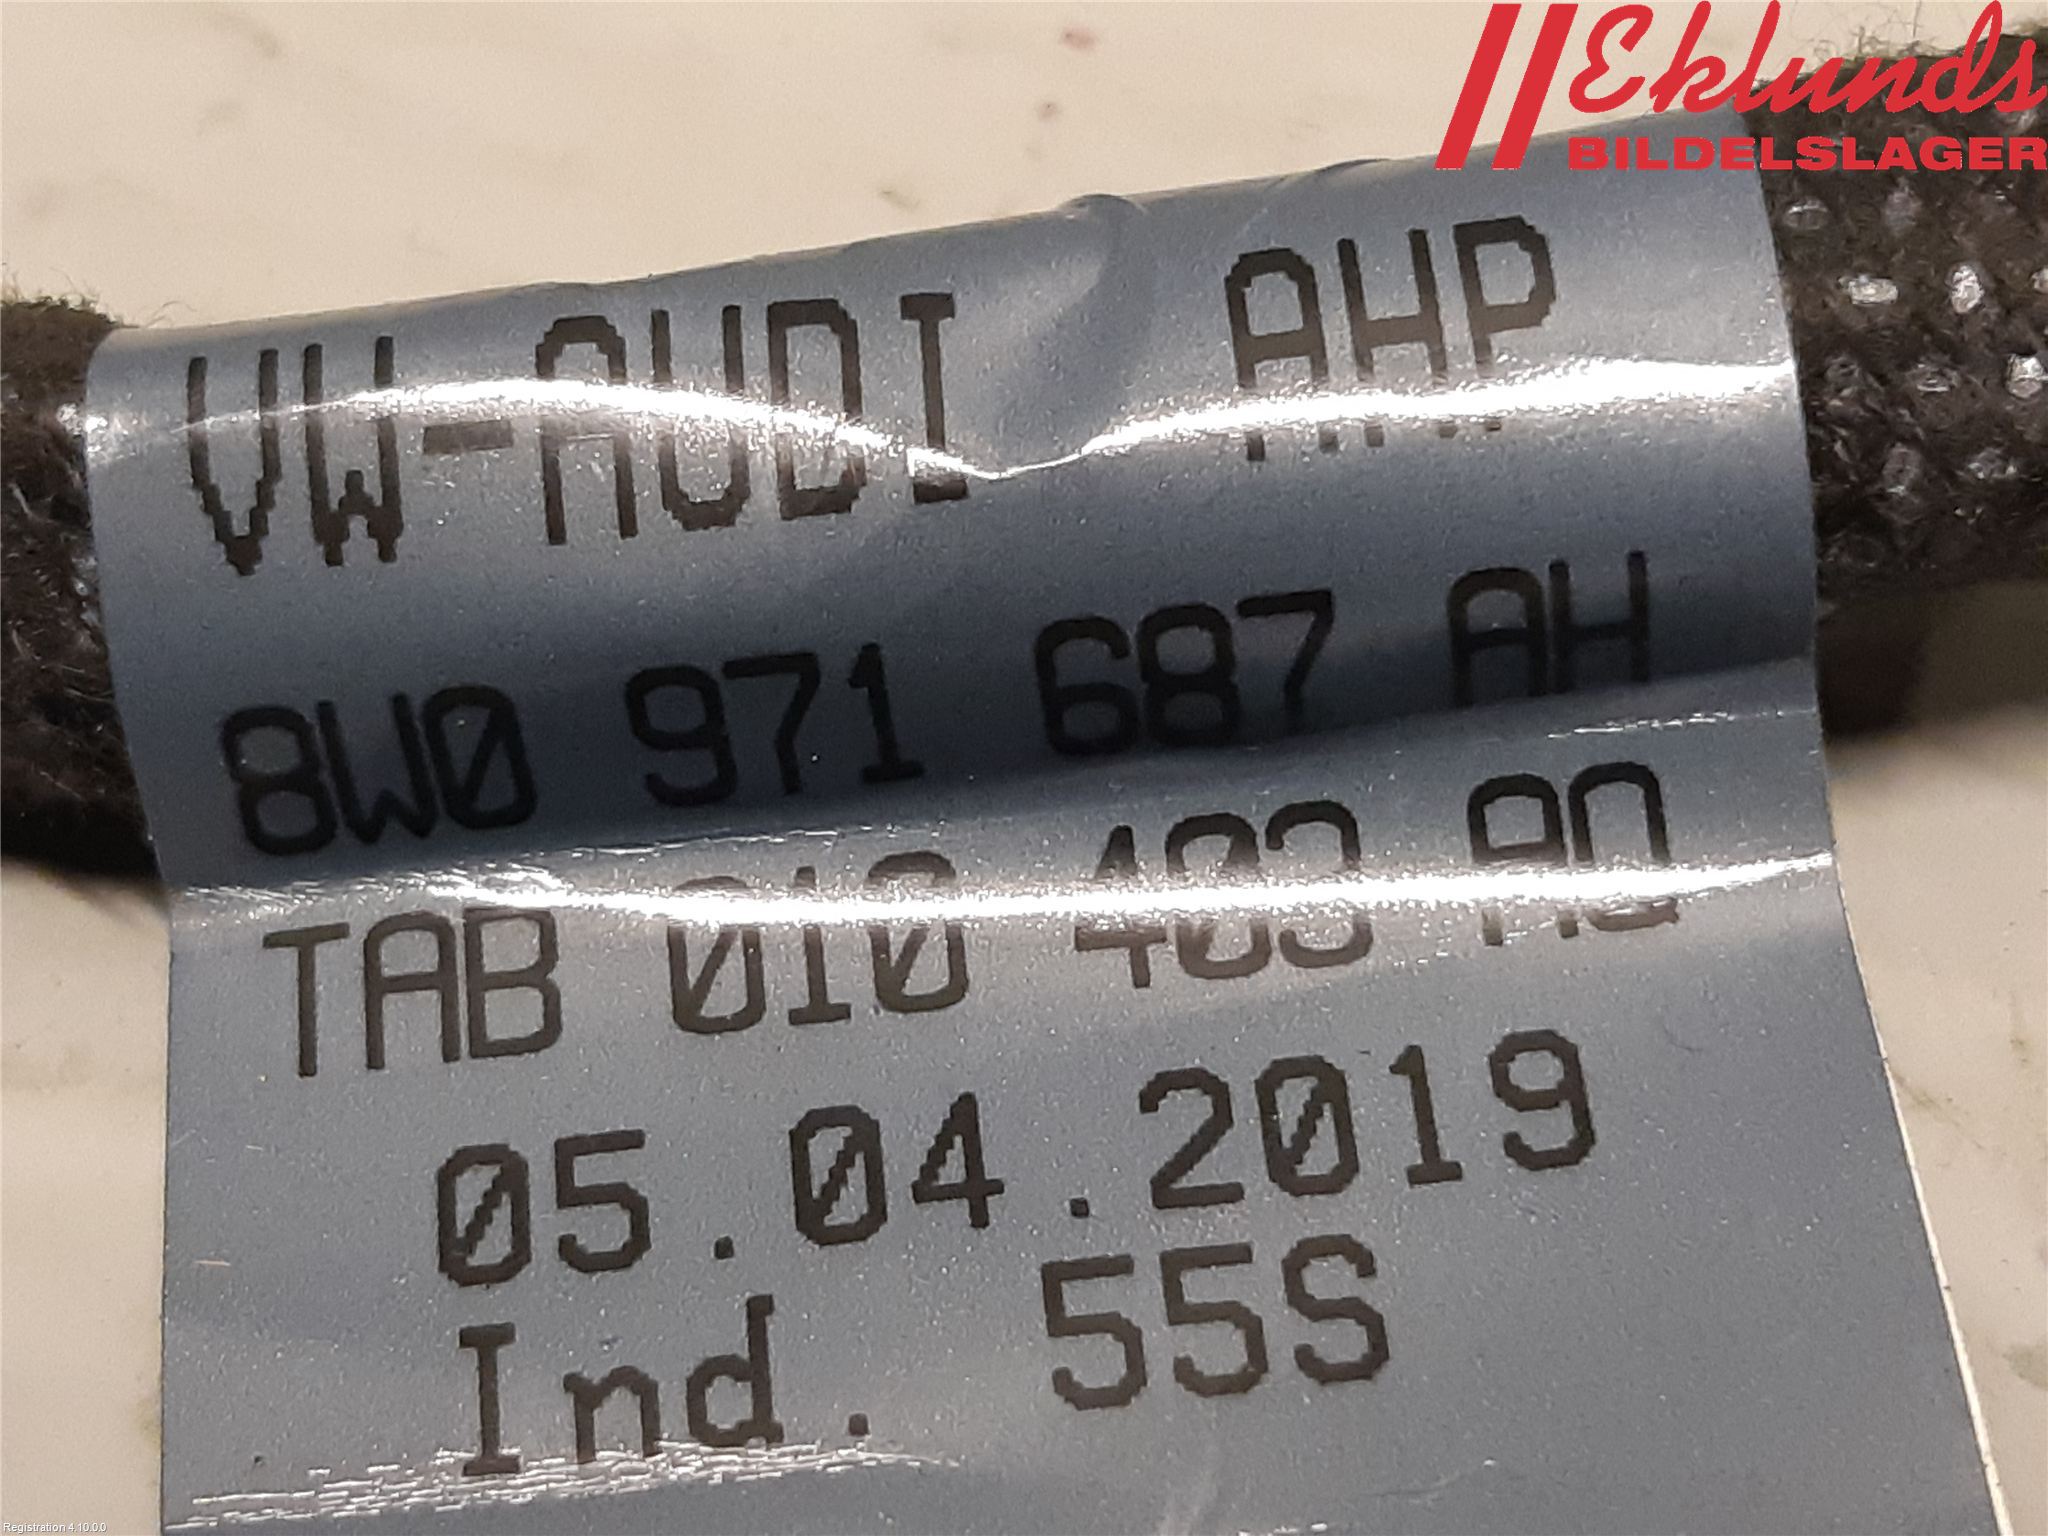 Eklunds
BILDELSLAGER
VW-AUDI AHP
8W0 971 687 AH
TAB 010 403
05.04.2019
Ind. 55S
Registration 4.10.0.0